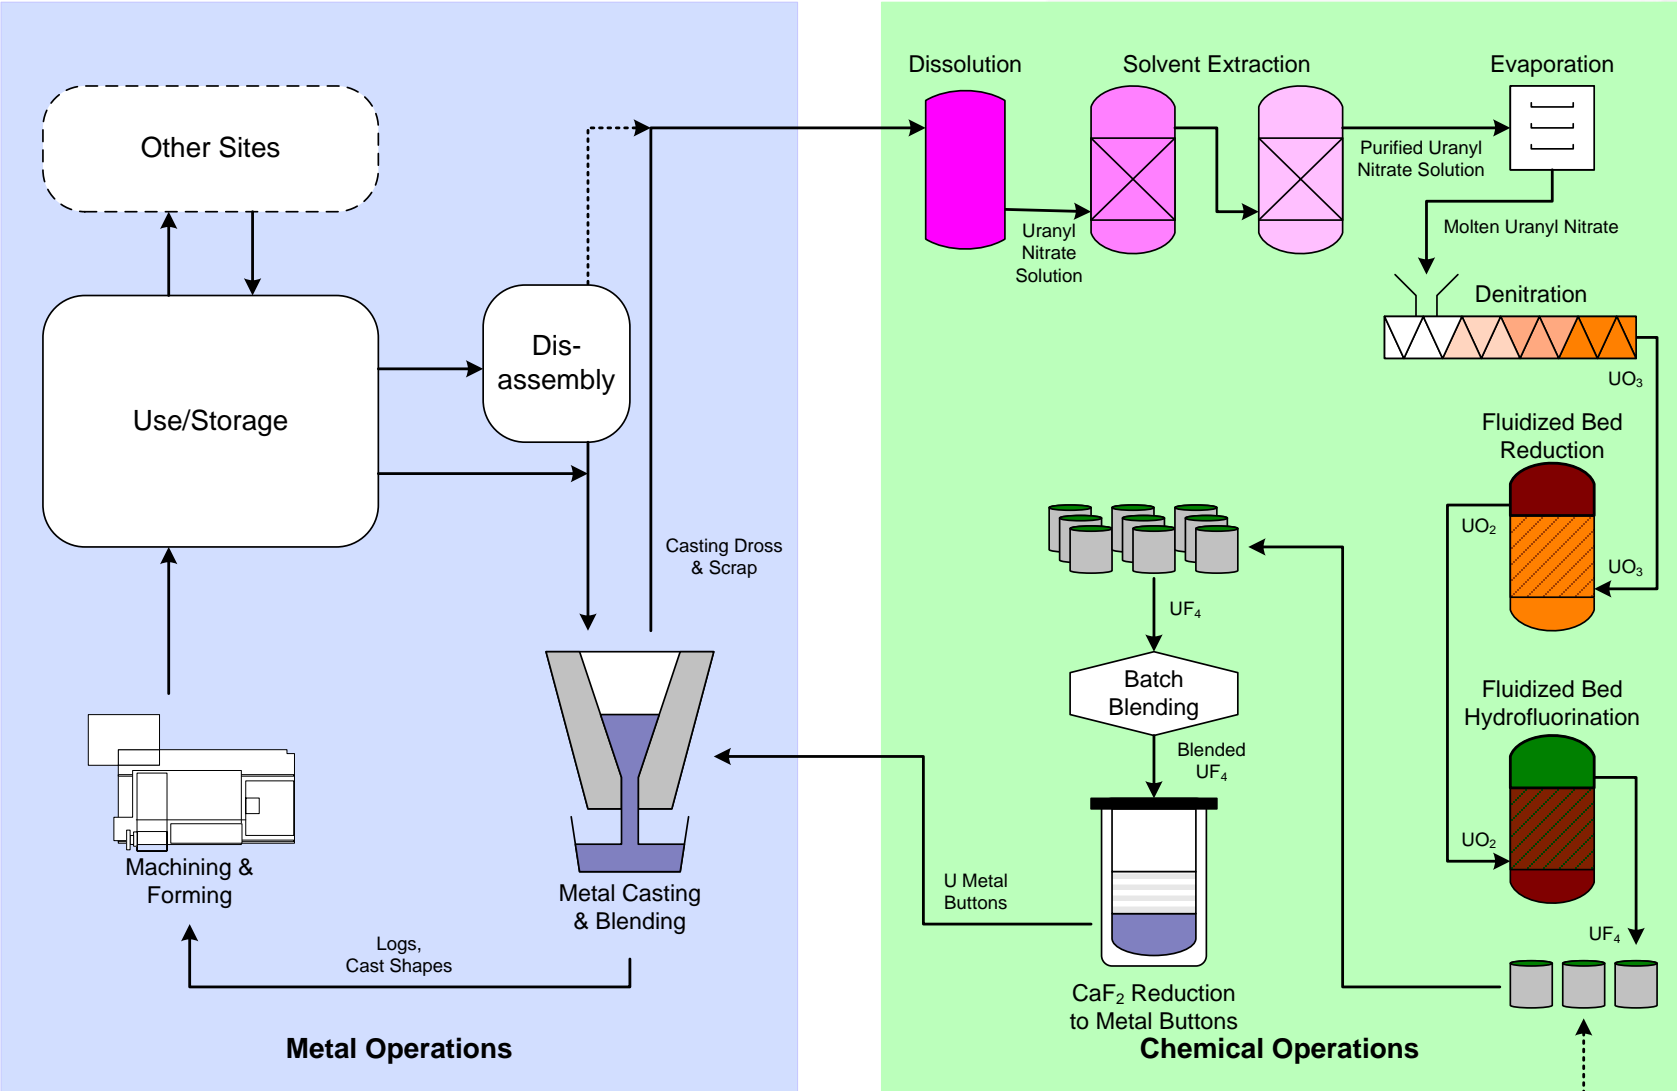 Other Sites
Use/Storage
Dis-
assembly
Casting Dross
& Scrap
Machining &
Forming
Metal Casting
& Blending
Logs,
Cast Shapes
Metal Operations
Dissolution
Solvent Extraction
Evaporation
Uranyl
Nitrate
Solution
Purified Uranyl
Nitrate Solution
Molten Uranyl Nitrate
Denitration
UO₃
Fluidized Bed
Reduction
UO₂
UO₃
Fluidized Bed
Hydrofluorination
UO₂
UF₄
UF₄
Batch
Blending
Blended
UF₄
U Metal
Buttons
CaF₂ Reduction
to Metal Buttons
Chemical Operations